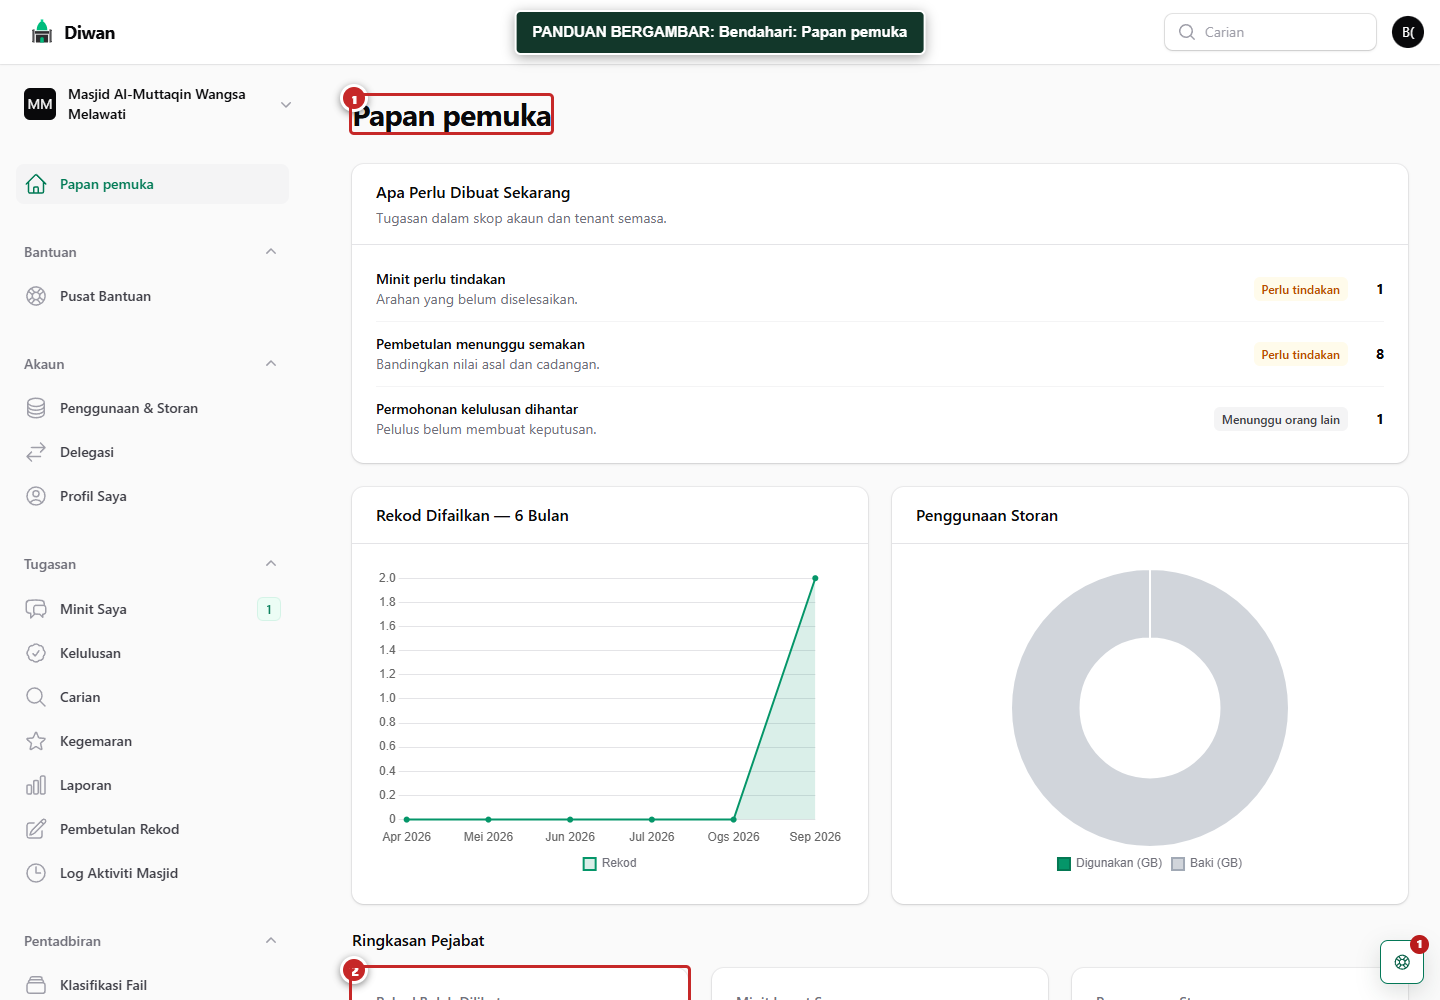 Diwan
PANDUAN BERGAMBAR: Bendahari: Papan pemuka
Carian
B(
MM
Masjid Al-Muttaqin Wangsa
Melawati
Papan pemuka
Bantuan
Pusat Bantuan
Akaun
Penggunaan & Storan
Delegasi
Profil Saya
Tugasan
Minit Saya
1
Kelulusan
Carian
Kegemaran
Laporan
Pembetulan Rekod
Log Aktiviti Masjid
Pentadbiran
Klasifikasi Fail
1
Papan pemuka
Apa Perlu Dibuat Sekarang
Tugasan dalam skop akaun dan tenant semasa.
Minit perlu tindakan
Arahan yang belum diselesaikan.
Perlu tindakan
1
Pembetulan menunggu semakan
Bandingkan nilai asal dan cadangan.
Perlu tindakan
8
Permohonan kelulusan dihantar
Pelulus belum membuat keputusan.
Menunggu orang lain
1
Rekod Difailkan — 6 Bulan
2.0
1.8
1.6
1.4
1.2
1.0
0.8
0.6
0.4
0.2
0
Apr 2026 Mei 2026 Jun 2026 Jul 2026 Ogs 2026 Sep 2026
Rekod
Penggunaan Storan
Digunakan (GB) Baki (GB)
Ringkasan Pejabat
2
1